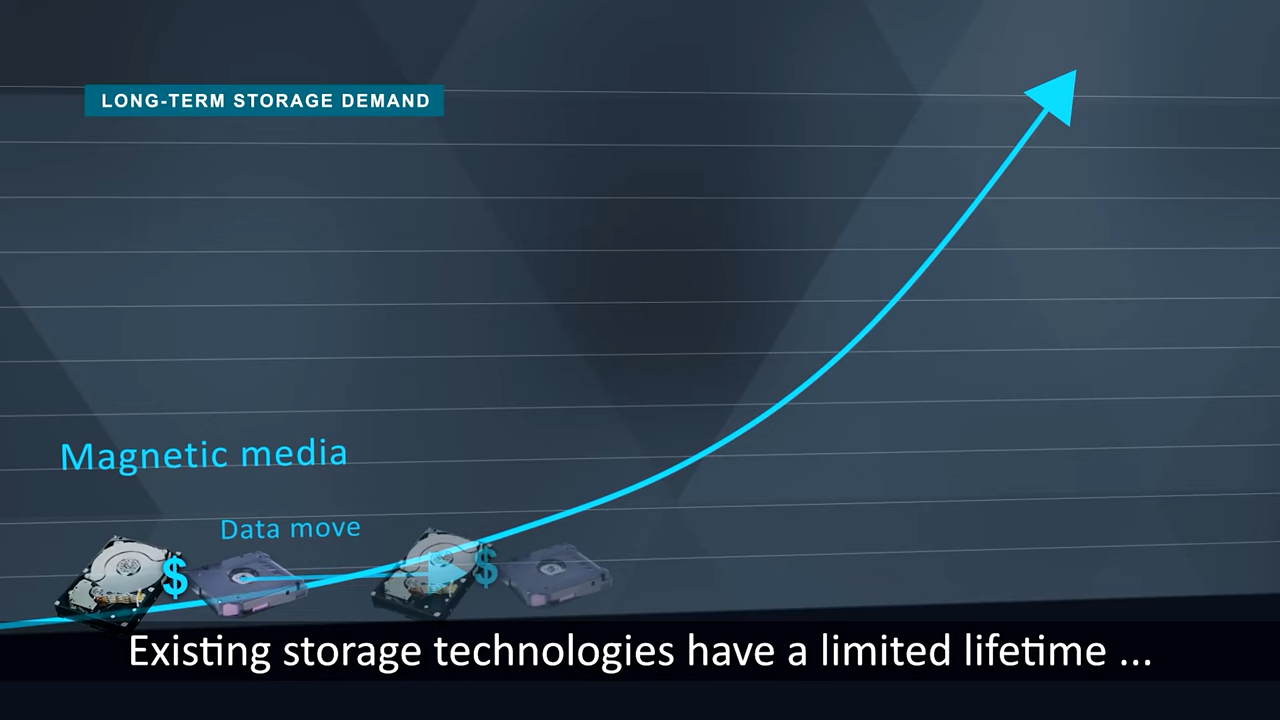 LONG-TERM STORAGE DEMAND
Magnetic media
Data move
$ $
Existing storage technologies have a limited lifetime ...